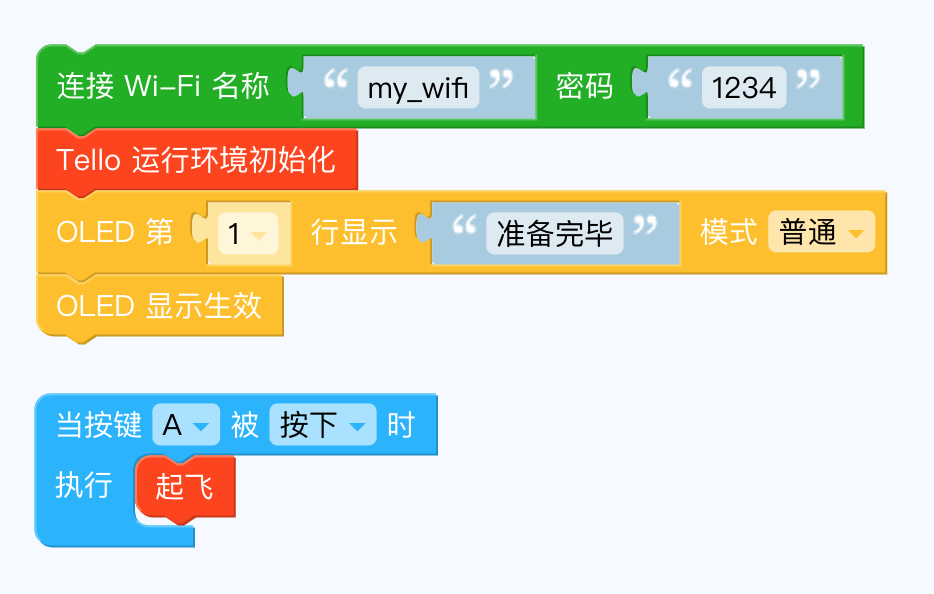 连接 Wi-Fi 名称 “ my_wifi ” 密码 “ 1234 ”
Tello 运行环境初始化
OLED 第 1 行显示 “ 准备完毕 ” 模式 普通
OLED 显示生效
当按键 A 被 按下 时
执行 起飞